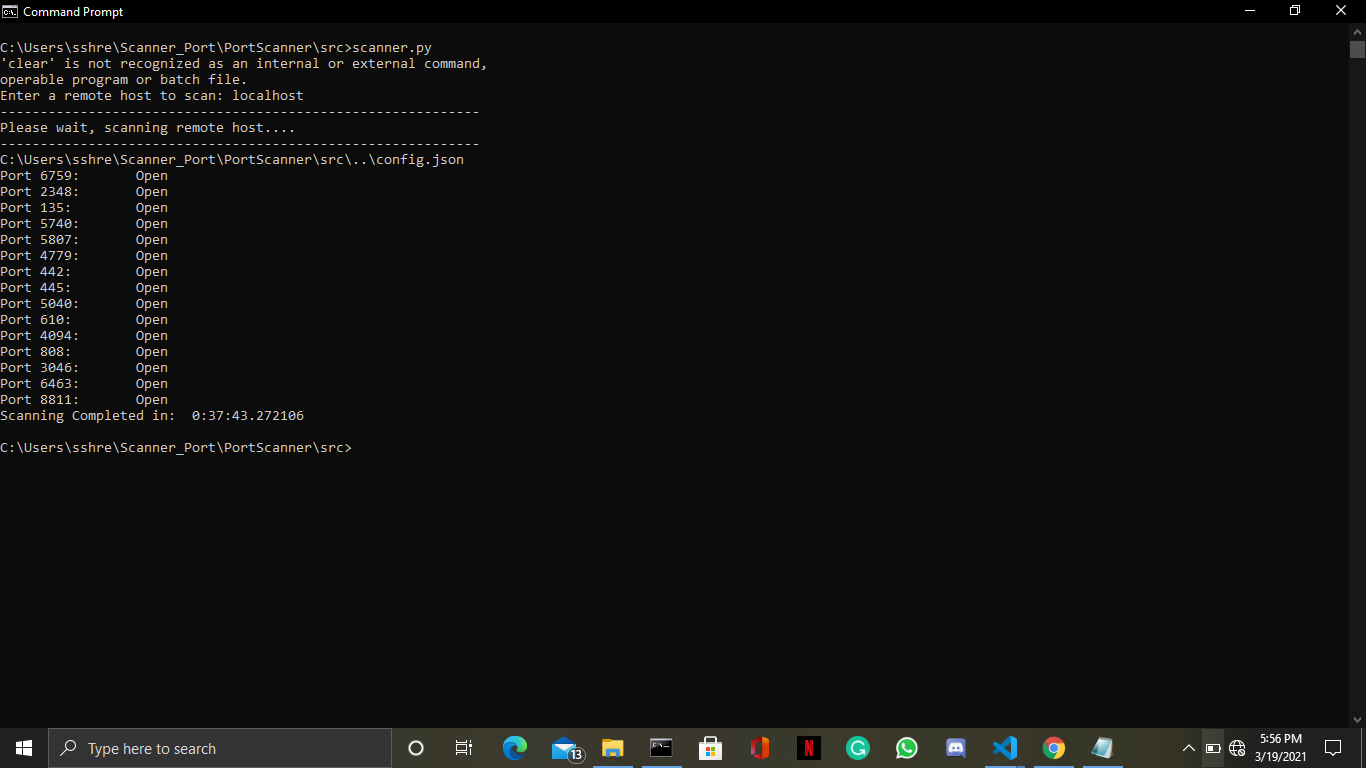 Command Prompt
C:\Users\sshre\Scanner_Port\PortScanner\src>scanner.py
'clear' is not recognized as an internal or external command,
operable program or batch file.
Enter a remote host to scan: localhost
------------------------------------------------------------
Please wait, scanning remote host....
------------------------------------------------------------
C:\Users\sshre\Scanner_Port\PortScanner\src\..\config.json
Port 6759:       Open
Port 2348:       Open
Port 135:        Open
Port 5740:       Open
Port 5807:       Open
Port 4779:       Open
Port 442:        Open
Port 445:        Open
Port 5040:       Open
Port 610:        Open
Port 4094:       Open
Port 808:        Open
Port 3046:       Open
Port 6463:       Open
Port 8811:       Open
Scanning Completed in:  0:37:43.272106
C:\Users\sshre\Scanner_Port\PortScanner\src>
Type here to search
13
5:56 PM
3/19/2021